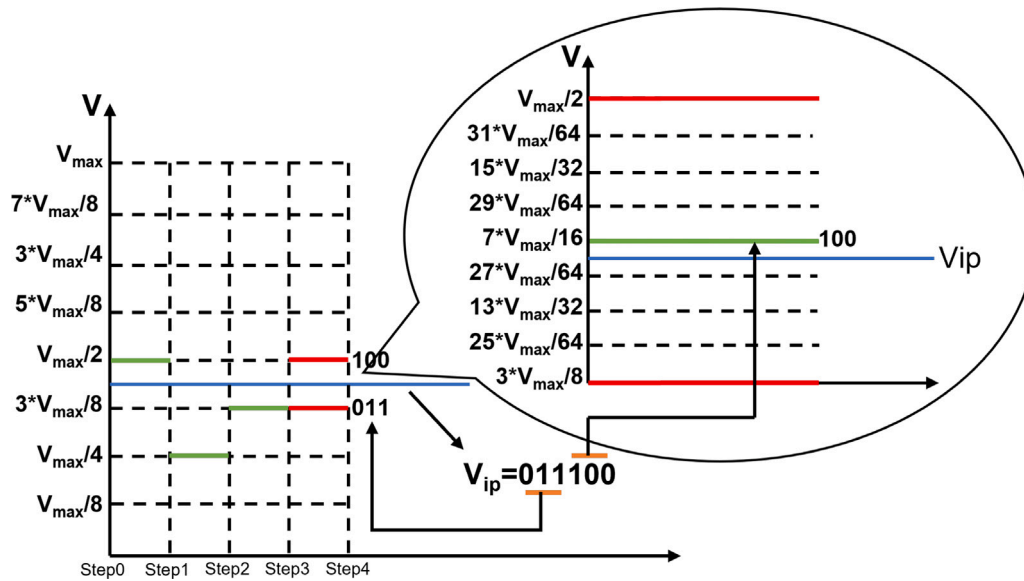 V
Vmax
7*Vmax/8
3*Vmax/4
5*Vmax/8
Vmax/2
3*Vmax/8
Vmax/4
Vmax/8
Step0 Step1 Step2 Step3 Step4
100
011
Vip=011100
V
Vmax/2
31*Vmax/64
15*Vmax/32
29*Vmax/64
7*Vmax/16
27*Vmax/64
13*Vmax/32
25*Vmax/64
3*Vmax/8
100
Vip